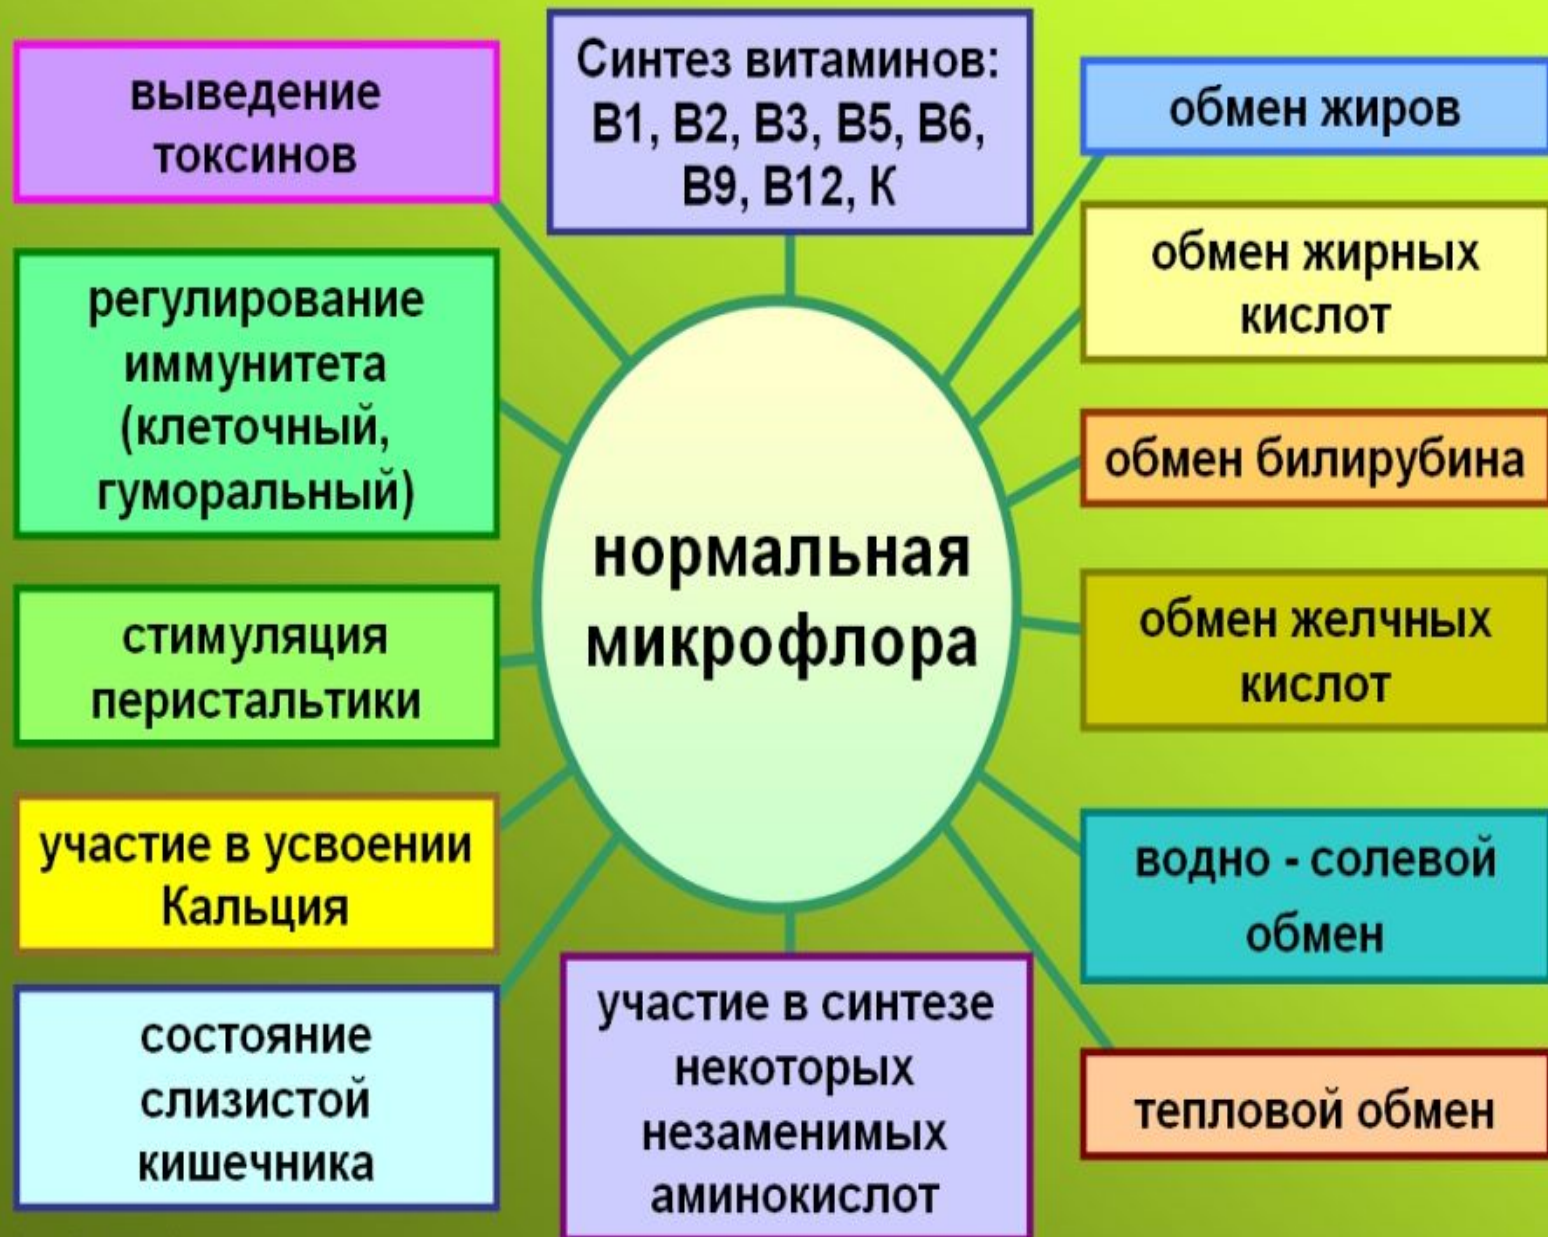 выведение
токсинов
Синтез витаминов:
В1, В2, В3, В5, В6,
В9, В12, К
обмен жиров
регулирование
иммунитета
(клеточный,
гуморальный)
обмен жирных
кислот
обмен билирубина
нормальная
микрофлора
стимуляция
перистальтики
обмен желчных
кислот
участие в усвоении
Кальция
водно - солевой
обмен
состояние
слизистой
кишечника
участие в синтезе
некоторых
незаменимых
аминокислот
тепловой обмен